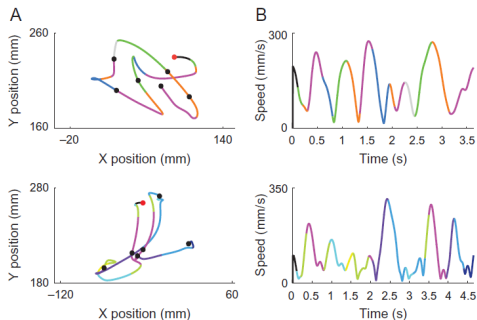 A
260
Y position (mm)
160
−20
140
X position (mm)
B
300
Speed (mm/s)
0
0 0.5 1 1.5 2 2.5 3 3.5
Time (s)
280
Y position (mm)
180
−120
60
X position (mm)
350
Speed (mm/s)
0
0 0.5 1 1.5 2 2.5 3 3.5 4 4.5
Time (s)